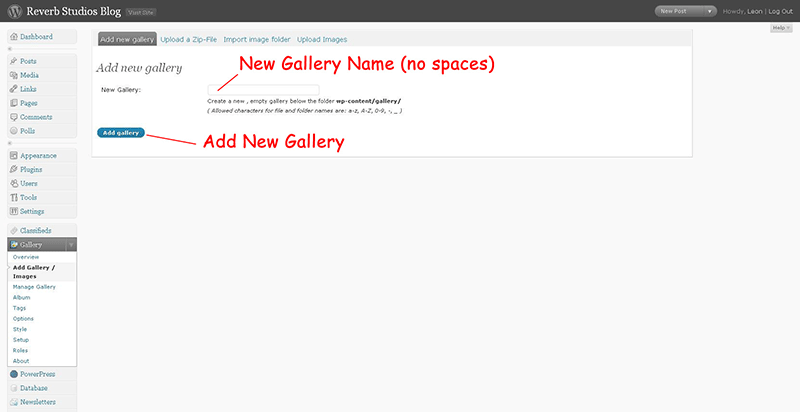 Reverb Studios Blog
Visit Site
New Post
Howdy, Leon | Log Out
Help
Dashboard
Posts
Media
Links
Pages
Comments
Polls
Appearance
Plugins
Users
Tools
Settings
Classifieds
Gallery
Overview
Add Gallery /
Images
Manage Gallery
Album
Tags
Options
Style
Setup
Roles
About
PowerPress
Database
Newsletters
Add new gallery Upload a Zip-File Import image folder Upload Images
Add new gallery
New Gallery Name (no spaces)
New Gallery:
Create a new , empty gallery below the folder wp-content/gallery/
( Allowed characters for file and folder names are: a-z, A-Z, 0-9, -, _ )
Add gallery
Add New Gallery